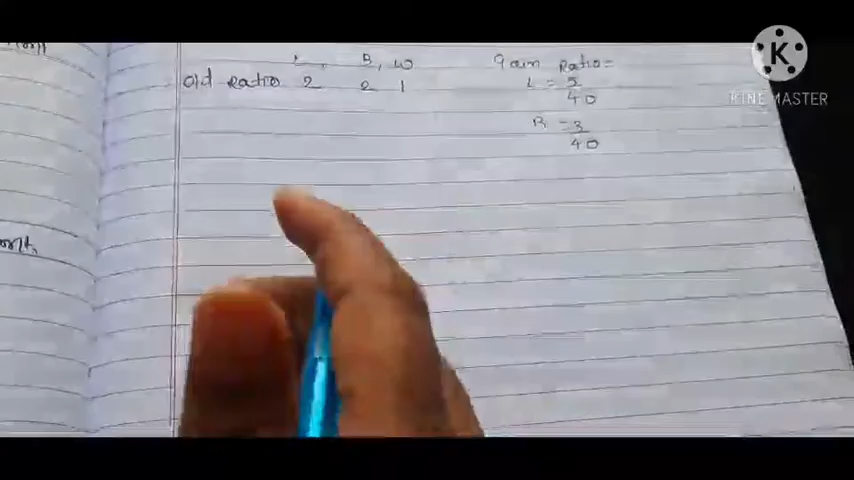 L, B, W
Old Ratio 2 2 1
Gain Ratio=
L = 5/40
B = 3/40
KINEMASTER